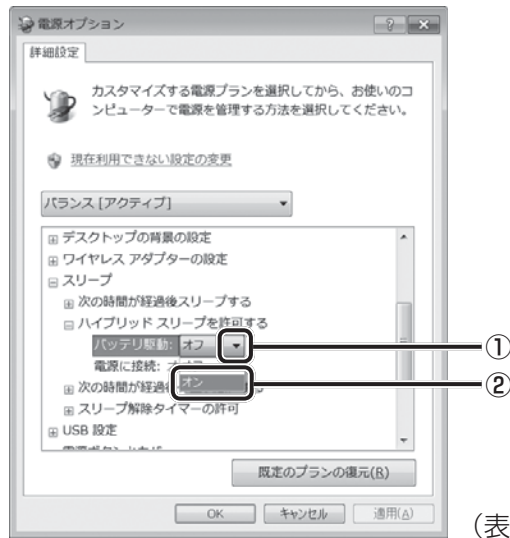 電源オプション
詳細設定
カスタマイズする電源プランを選択してから、お使いのコ
ンピューターで電源を管理する方法を選択してください。
現在利用できない設定の変更
バランス [アクティブ]
デスクトップの背景の設定
ワイヤレス アダプターの設定
スリープ
次の時間が経過後スリープする
ハイブリッド スリープを許可する
バッテリ駆動: オフ
①
電源に接続:
オン
②
次の時間が経過
スリープ解除タイマーの許可
USB 設定
既定のプランの復元(R)
OK
キャンセル
適用(A)
（表